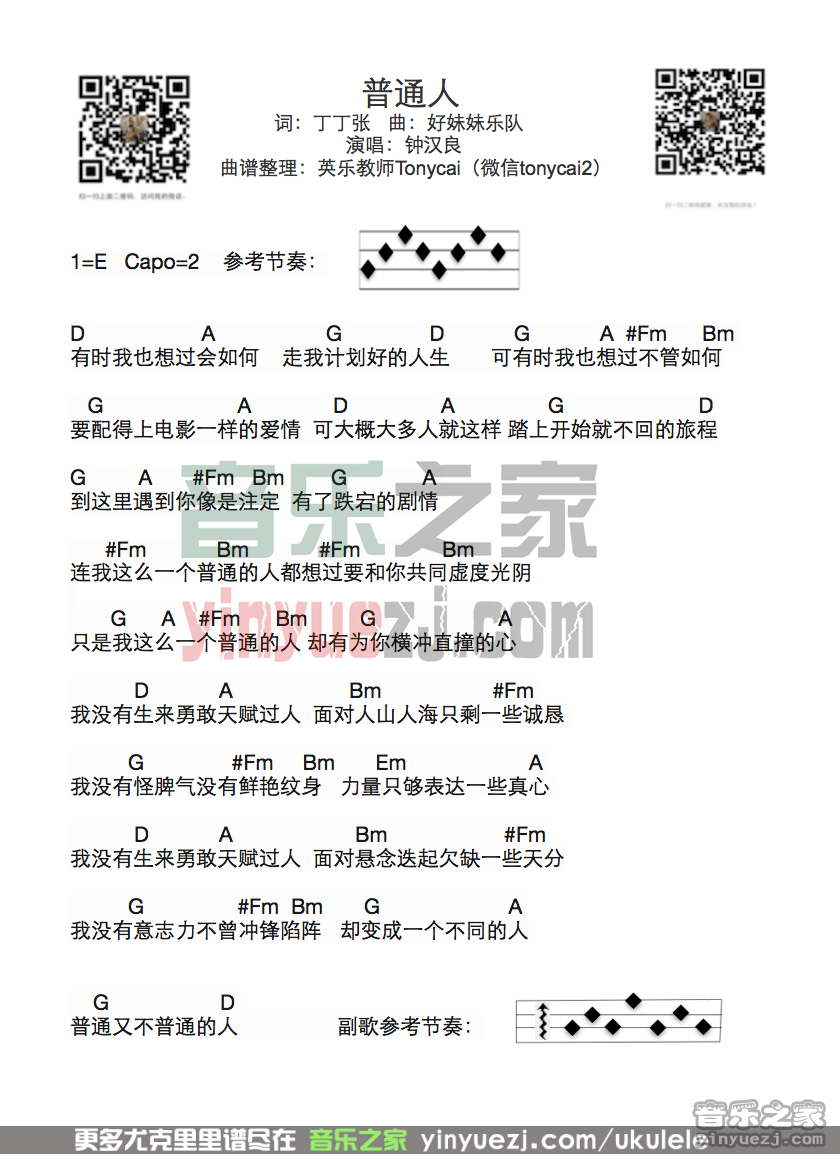 普通人
词：丁丁张 曲：好妹妹乐队
演唱：钟汉良
曲谱整理：英乐教师Tonycai（微信tonycai2）
扫一扫上面二维码，访问我的微店。
1=E Capo=2 参考节奏：
D A G D G A #Fm Bm
有时我也想过会如何 走我计划好的人生 可有时我也想过不管如何
G A D A G D
要配得上电影一样的爱情 可大概大多人就这样 踏上开始就不回的旅程
G A #Fm Bm G A
到这里遇到你像是注定 有了跌宕的剧情
#Fm Bm #Fm Bm
连我这么一个普通的人都想过要和你共同虚度光阴
G A #Fm Bm G A
只是我这么一个普通的人 却有为你横冲直撞的心
D A Bm #Fm
我没有生来勇敢天赋过人 面对人山人海只剩一些诚恳
G #Fm Bm Em A
我没有怪脾气没有鲜艳纹身 力量只够表达一些真心
D A Bm #Fm
我没有生来勇敢天赋过人 面对悬念迭起欠缺一些天分
G #Fm Bm G A
我没有意志力不曾冲锋陷阵 却变成一个不同的人
G D
普通又不普通的人 副歌参考节奏：
音乐之家
yinyuezj.com
音乐之家
yinyuezj.com
更多尤克里里谱尽在 音乐之家 yinyuezj.com/ukulele